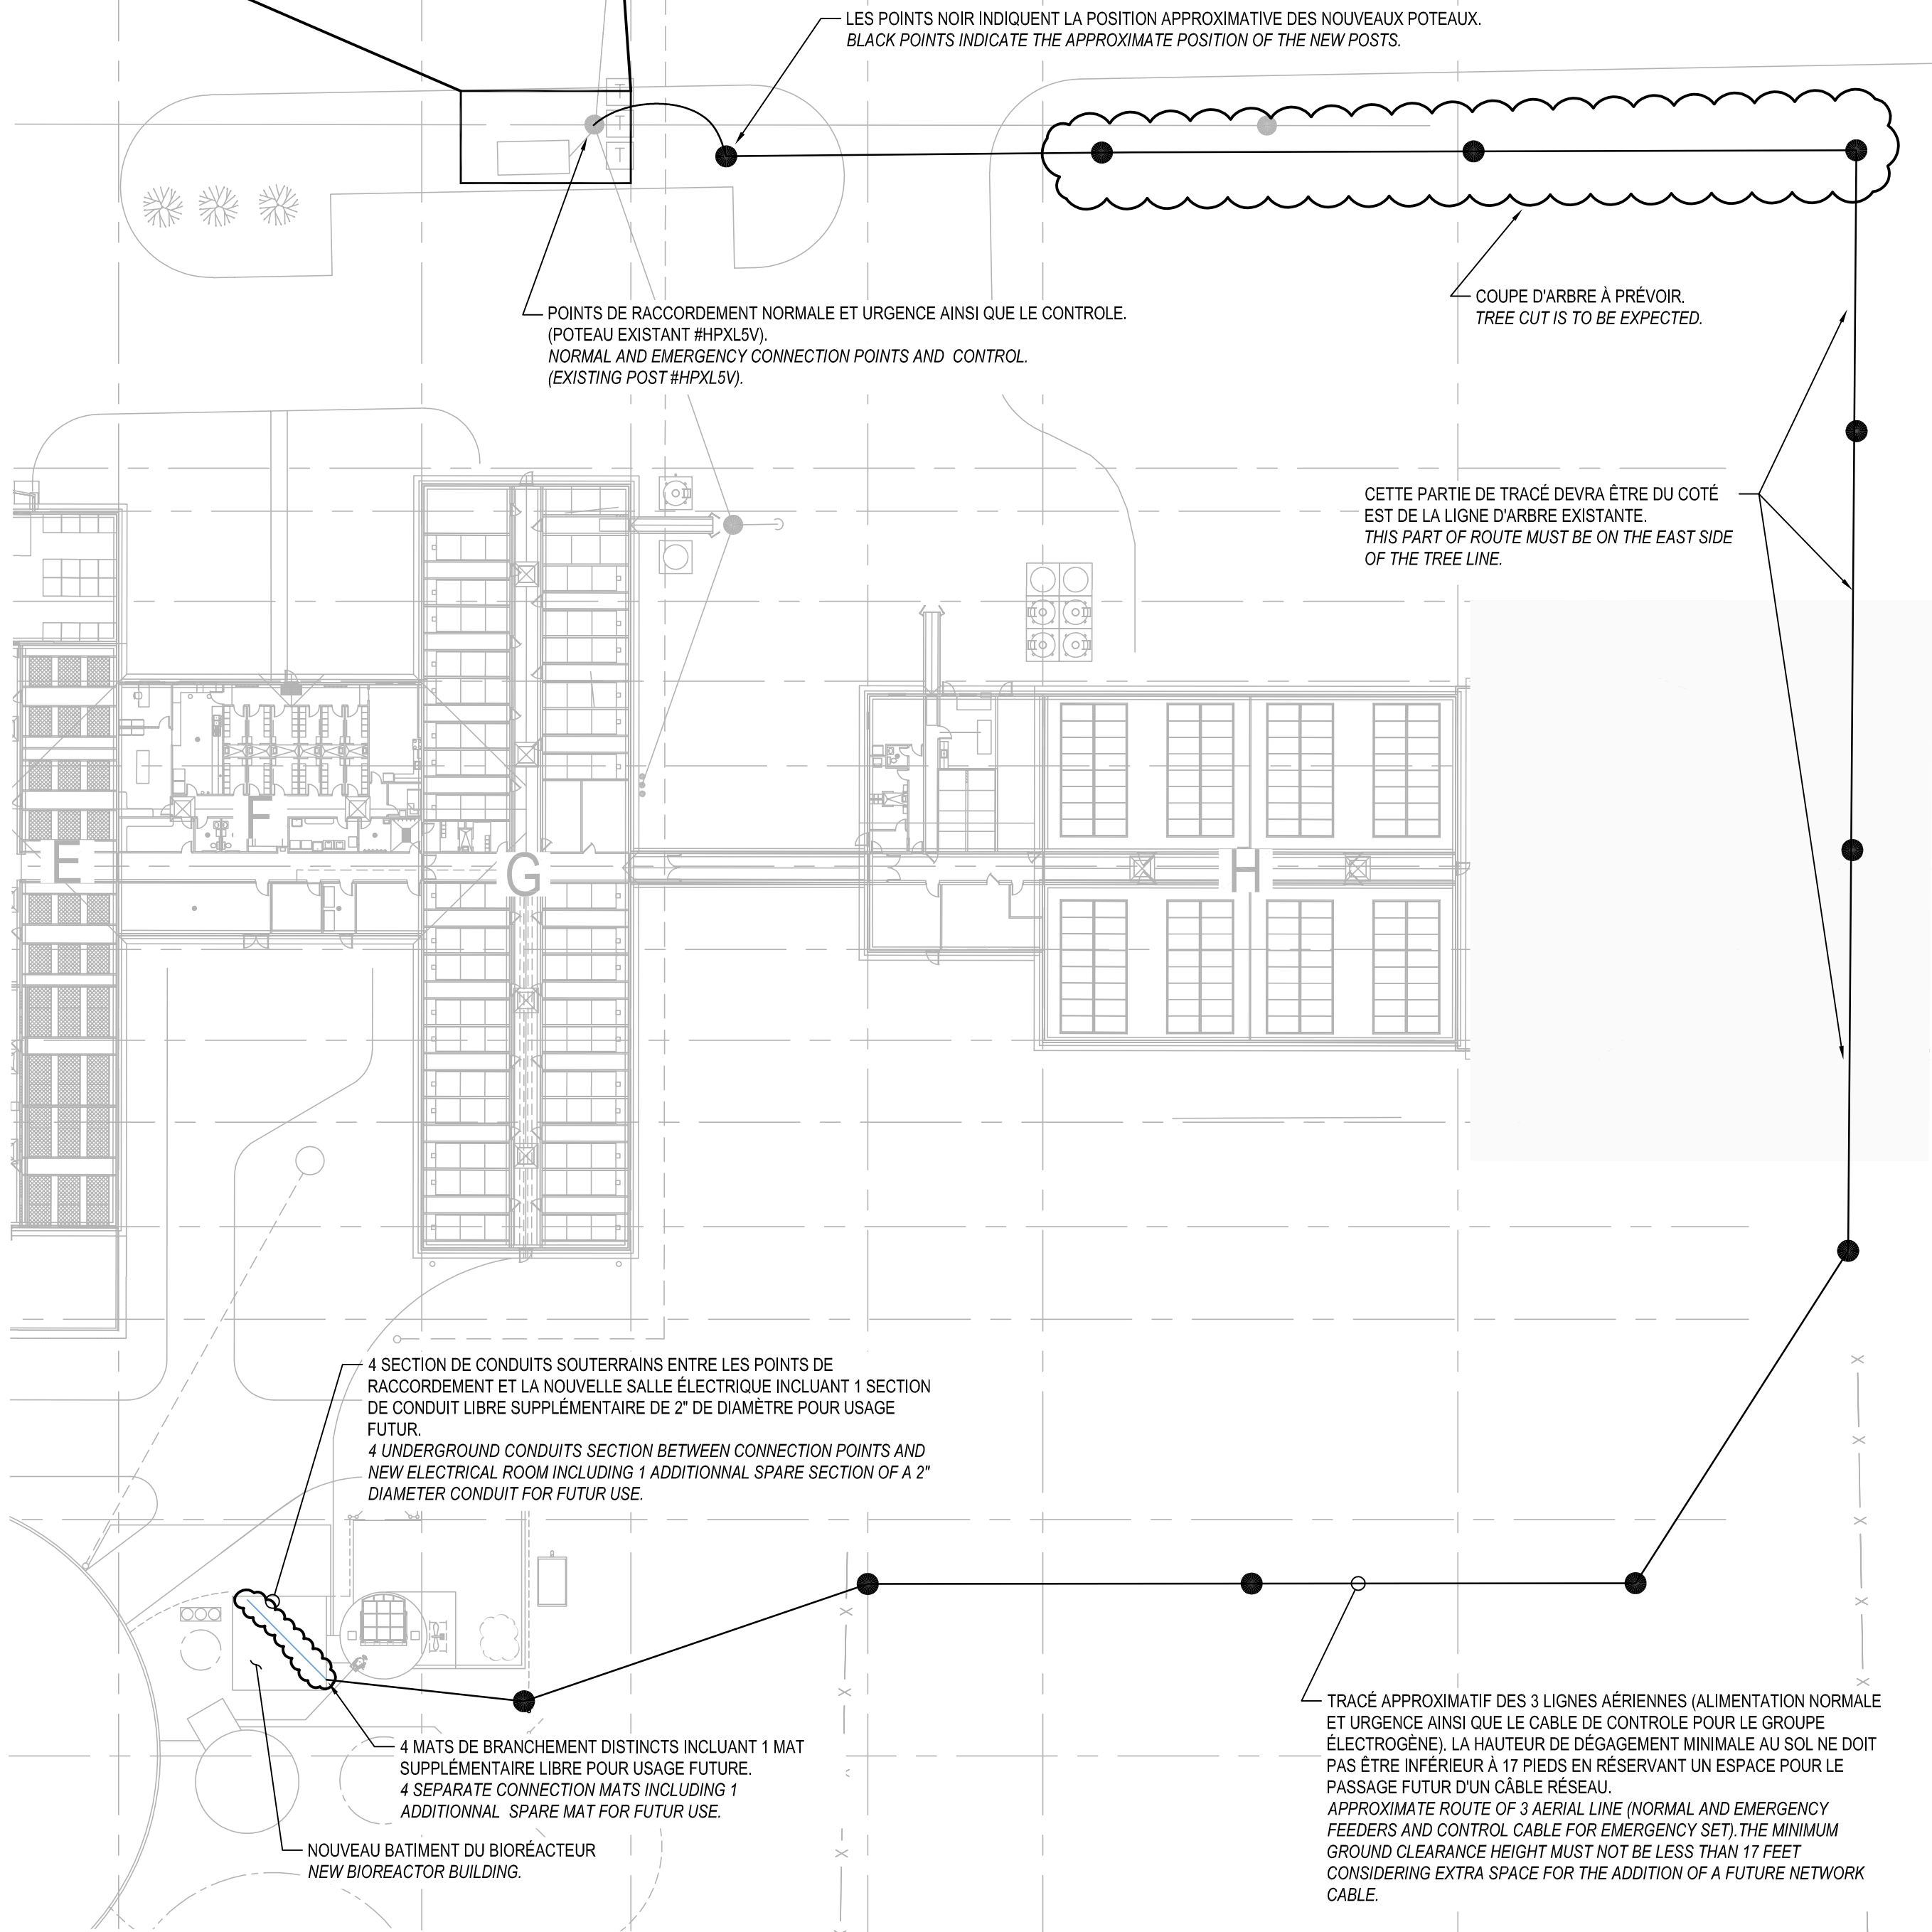 LES POINTS NOIR INDIQUENT LA POSITION APPROXIMATIVE DES NOUVEAUX POTEAUX.
BLACK POINTS INDICATE THE APPROXIMATE POSITION OF THE NEW POSTS.
T
T
T
COUPE D'ARBRE À PRÉVOIR.
TREE CUT IS TO BE EXPECTED.
POINTS DE RACCORDEMENT NORMALE ET URGENCE AINSI QUE LE CONTROLE.
(POTEAU EXISTANT #HPXL5V).
NORMAL AND EMERGENCY CONNECTION POINTS AND CONTROL.
(EXISTING POST #HPXL5V).
CETTE PARTIE DE TRACÉ DEVRA ÊTRE DU COTÉ
EST DE LA LIGNE D'ARBRE EXISTANTE.
THIS PART OF ROUTE MUST BE ON THE EAST SIDE
OF THE TREE LINE.
F
E
G
H
4 SECTION DE CONDUITS SOUTERRAINS ENTRE LES POINTS DE
RACCORDEMENT ET LA NOUVELLE SALLE ÉLECTRIQUE INCLUANT 1 SECTION
DE CONDUIT LIBRE SUPPLÉMENTAIRE DE 2" DE DIAMÈTRE POUR USAGE
FUTUR.
4 UNDERGROUND CONDUITS SECTION BETWEEN CONNECTION POINTS AND
NEW ELECTRICAL ROOM INCLUDING 1 ADDITIONNAL SPARE SECTION OF A 2"
DIAMETER CONDUIT FOR FUTUR USE.
4 MATS DE BRANCHEMENT DISTINCTS INCLUANT 1 MAT
SUPPLÉMENTAIRE LIBRE POUR USAGE FUTURE.
4 SEPARATE CONNECTION MATS INCLUDING 1
ADDITIONNAL SPARE MAT FOR FUTUR USE.
NOUVEAU BATIMENT DU BIORÉACTEUR
NEW BIOREACTOR BUILDING.
TRACÉ APPROXIMATIF DES 3 LIGNES AÉRIENNES (ALIMENTATION NORMALE
ET URGENCE AINSI QUE LE CABLE DE CONTROLE POUR LE GROUPE
ÉLECTROGÈNE). LA HAUTEUR DE DÉGAGEMENT MINIMALE AU SOL NE DOIT
PAS ÊTRE INFÉRIEUR À 17 PIEDS EN RÉSERVANT UN ESPACE POUR LE
PASSAGE FUTUR D'UN CÂBLE RÉSEAU.
APPROXIMATE ROUTE OF 3 AERIAL LINE (NORMAL AND EMERGENCY
FEEDERS AND CONTROL CABLE FOR EMERGENCY SET).THE MINIMUM
GROUND CLEARANCE HEIGHT MUST NOT BE LESS THAN 17 FEET
CONSIDERING EXTRA SPACE FOR THE ADDITION OF A FUTURE NETWORK
CABLE.